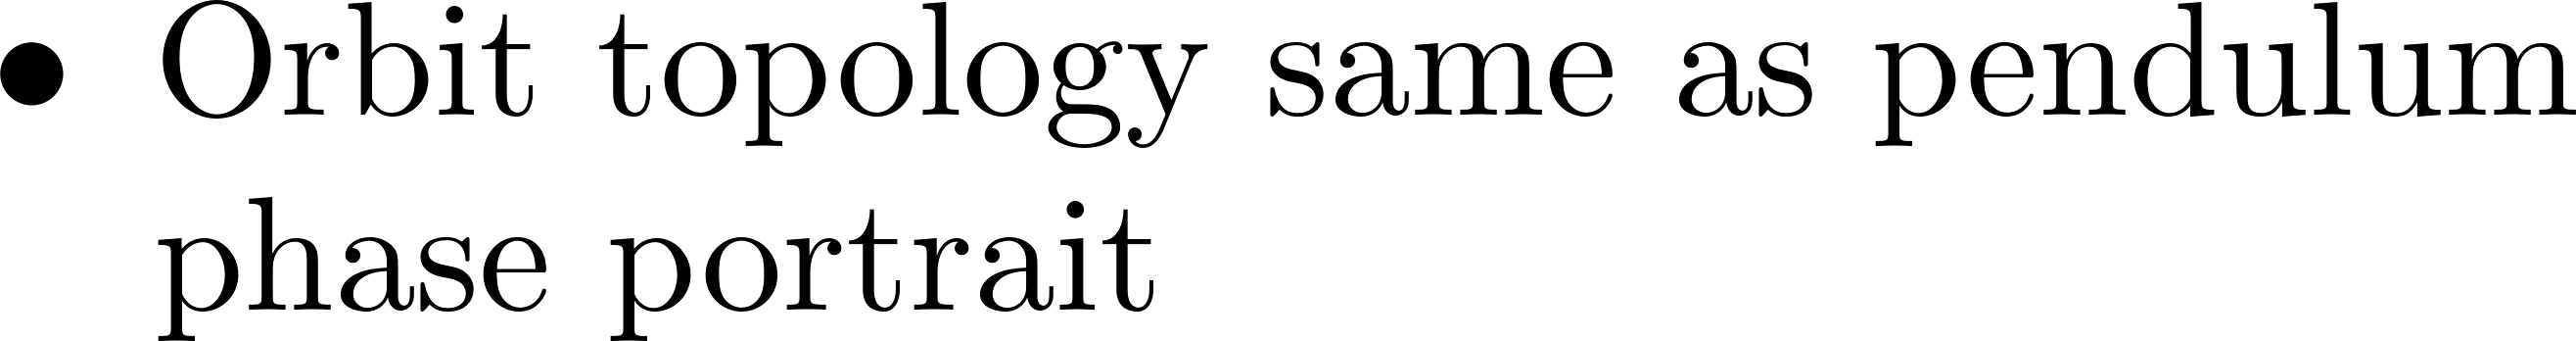 • Orbit topology same as pendulum
phase portrait